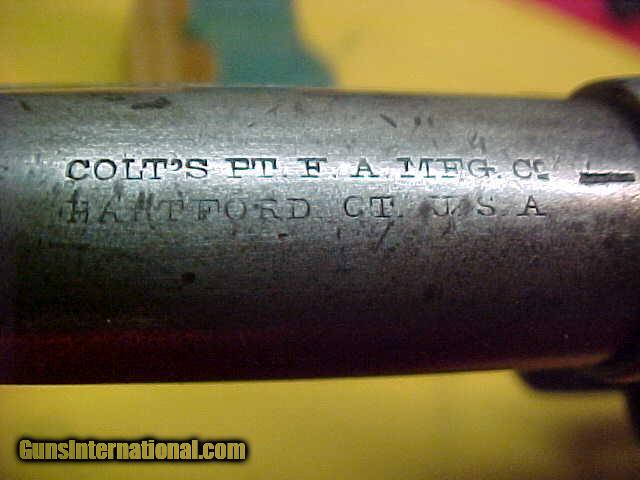 COLT'S PT. F. A. MFG. Co.
HARTFORD. CT. U.S.A
GunsInternational.com